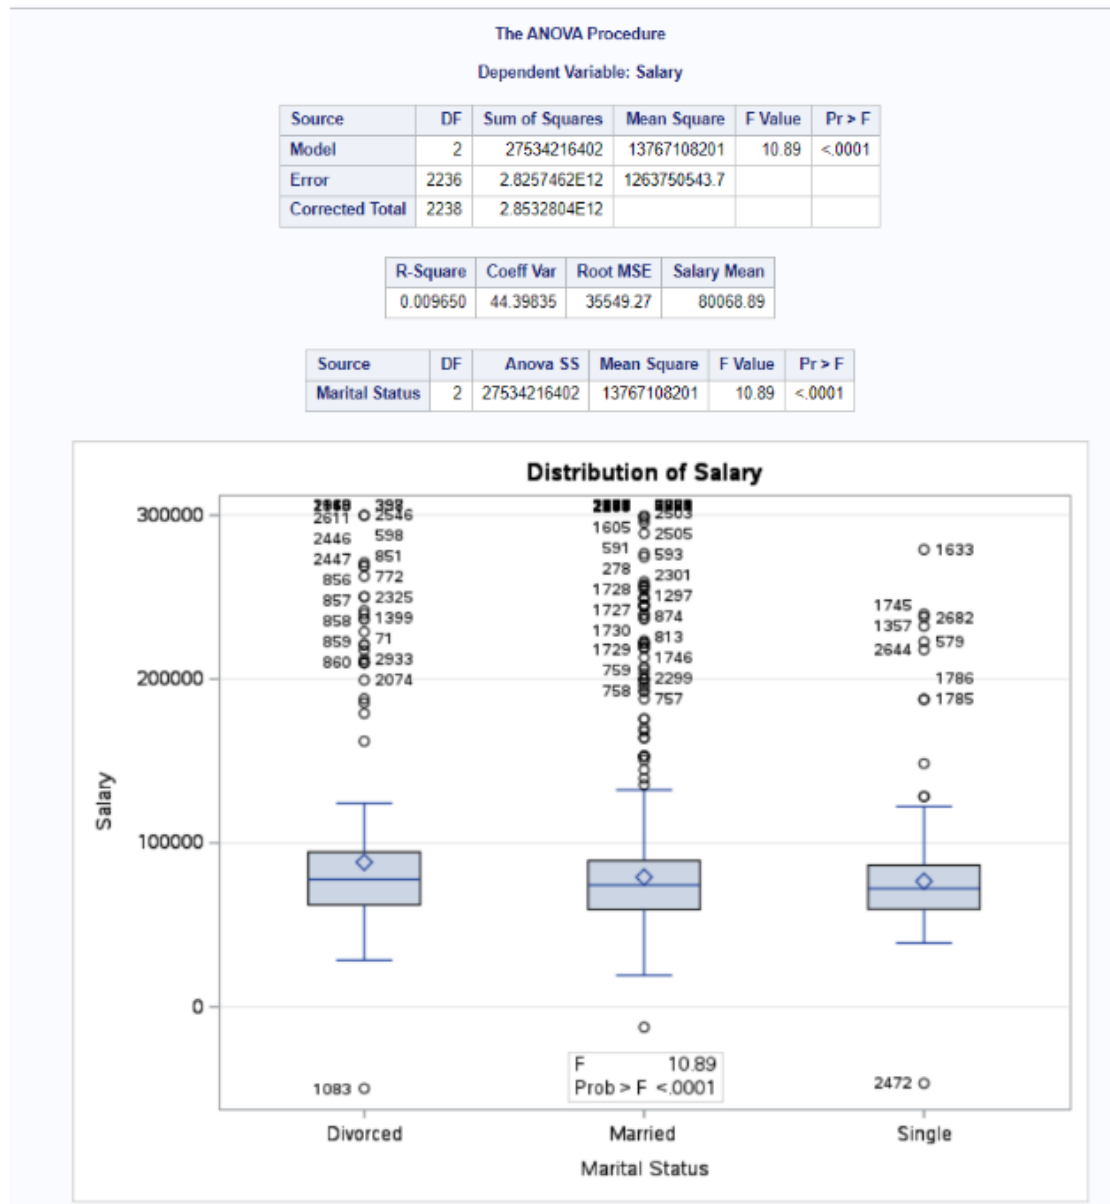 The ANOVA Procedure
Dependent Variable: Salary
Source DF Sum of Squares Mean Square F Value Pr > F
Model 2 27534216402 13767108201 10.89 <.0001
Error 2236 2.8257462E12 1263750543.7
Corrected Total 2238 2.8532804E12
R-Square Coeff Var Root MSE Salary Mean
0.009650 44.39835 35549.27 80068.89
Source DF Anova SS Mean Square F Value Pr > F
Marital Status 2 27534216402 13767108201 10.89 <.0001
Distribution of Salary
300000
2611 2546
2503
1605
2505
2446 598
591 593
1633
2447 851
278 2301
856 772
1728 1297
857 2325
1745
1727 874
858 1399
1357 2682
1730 813
859 71
2644 579
1729 1746
860 2933
759 2299
200000
2074
1786
758 757
1785
Salary
100000
0
F 10.89
Prob > F <.0001
1083
2472
Divorced Married Single
Marital Status